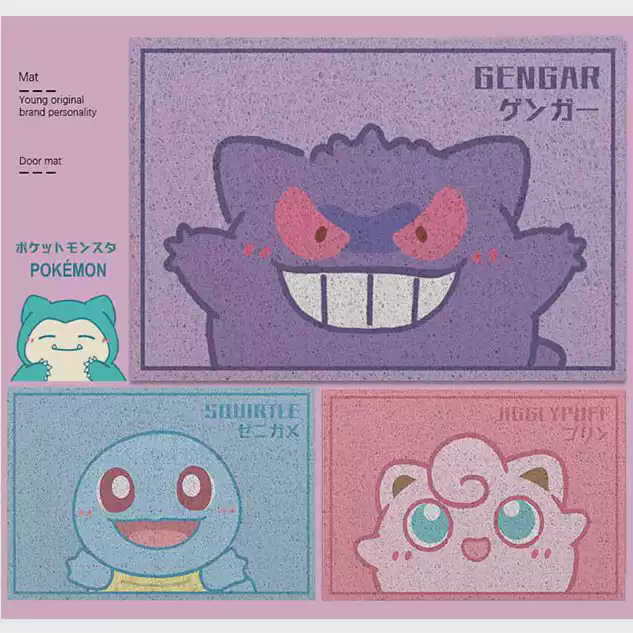 Mat
Young original
brand personality
Door mat
ポケットモンスタ
POKÉMON
GENGAR
ゲンガー
SQUIRTLE
ゼニガメ
JIGGLYPUFF
プリン